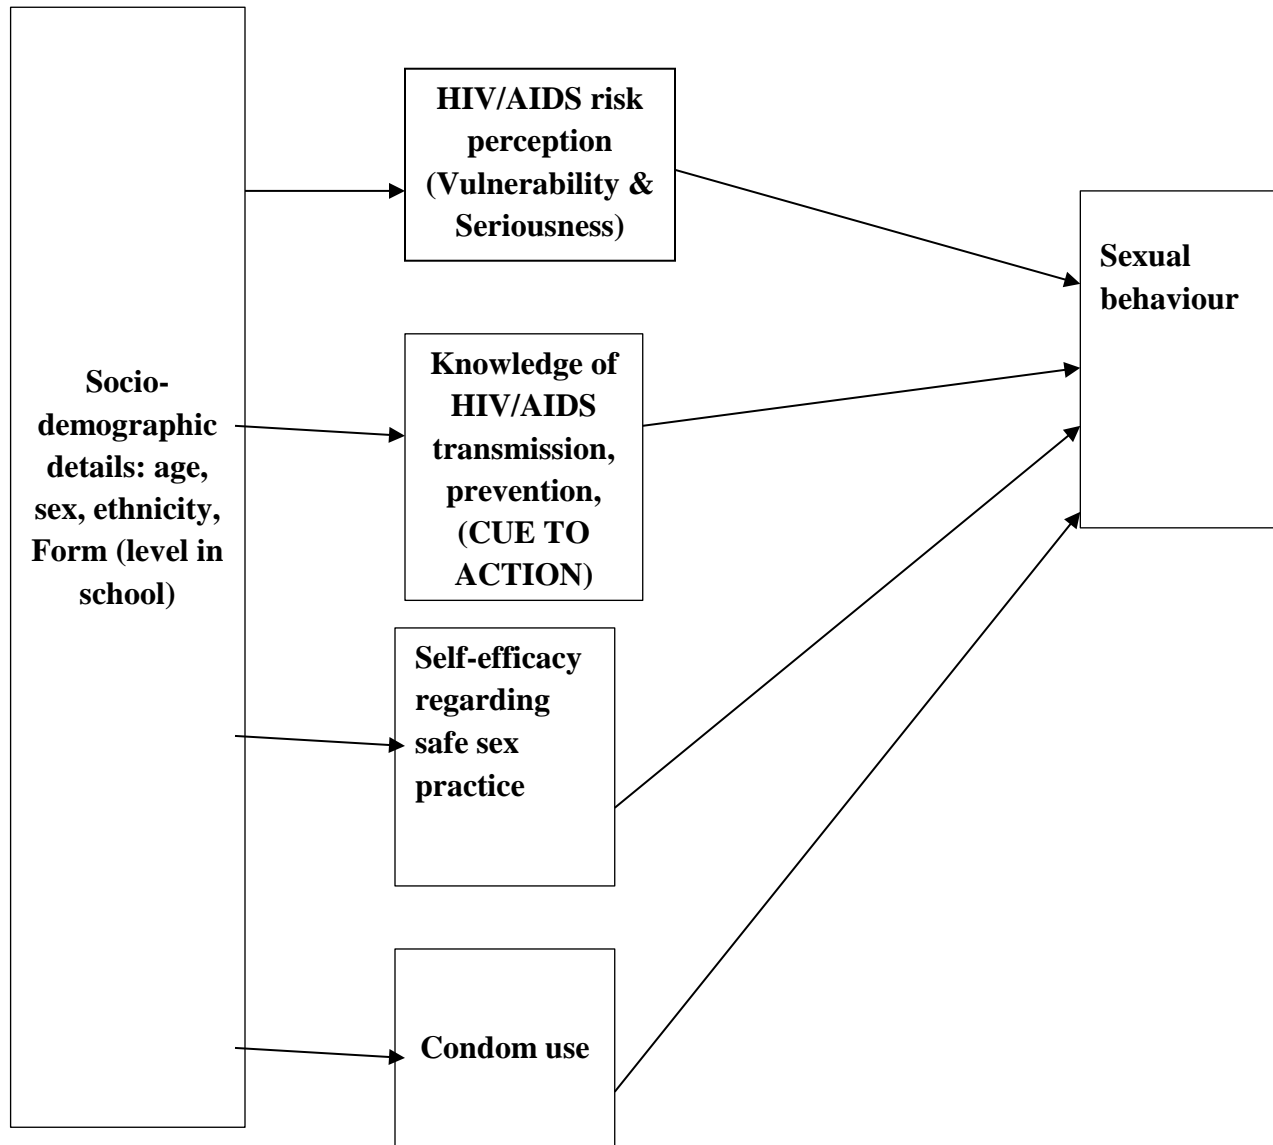 Socio-
demographic
details: age,
sex, ethnicity,
Form (level in
school)
HIV/AIDS risk
perception
(Vulnerability &
Seriousness)
Knowledge of
HIV/AIDS
transmission,
prevention,
(CUE TO
ACTION)
Self-efficacy
regarding
safe sex
practice
Condom use
Sexual
behaviour